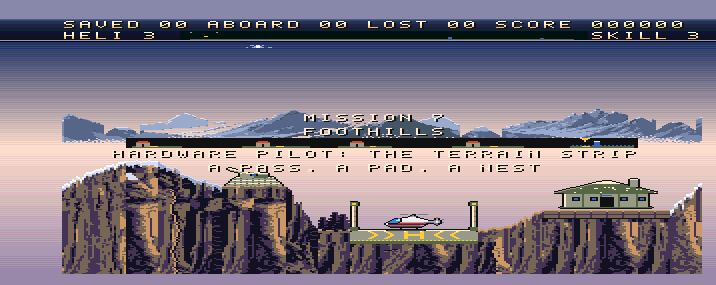 SAVED 00 ABOARD 00 LOST 00 SCORE 000000
HELI 3 SKILL 3
MISSION 7
FOOTHILLS
HARDWARE PILOT: THE TERRAIN STRIP
A PASS. A PAD. A NEST
H